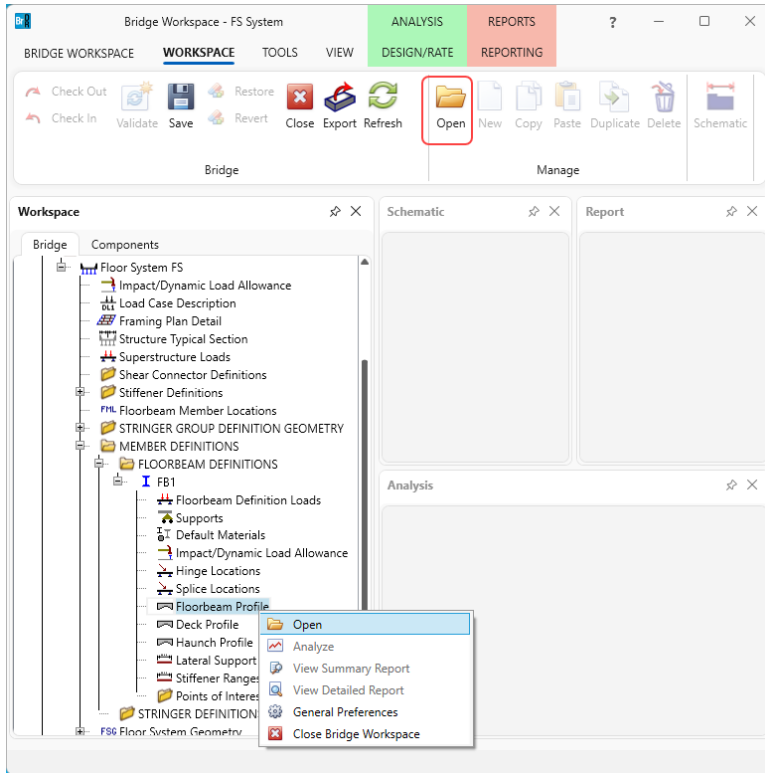 Br
Bridge Workspace - FS System
ANALYSIS
REPORTS
?
BRIDGE WORKSPACE
WORKSPACE
TOOLS
VIEW
DESIGN/RATE
REPORTING
Check Out
Check In
Validate
Save
Restore
Revert
Close
Export
Refresh
Open
New
Copy
Paste
Duplicate
Delete
Schematic
Bridge
Manage
Workspace
Schematic
Report
Bridge
Components
Floor System FS
Impact/Dynamic Load Allowance
DL1 Load Case Description
Framing Plan Detail
Structure Typical Section
Superstructure Loads
Shear Connector Definitions
Stiffener Definitions
FML Floorbeam Member Locations
STRINGER GROUP DEFINITION GEOMETRY
MEMBER DEFINITIONS
FLOORBEAM DEFINITIONS
FB1
Floorbeam Definition Loads
Supports
Default Materials
Impact/Dynamic Load Allowance
Hinge Locations
Splice Locations
Floorbeam Profile
Deck Profile
Haunch Profile
Lateral Support
Stiffener Ranges
Points of Interes
STRINGER DEFINITION
FSG Floor System Geometry
Open
Analyze
View Summary Report
View Detailed Report
General Preferences
Close Bridge Workspace
Analysis